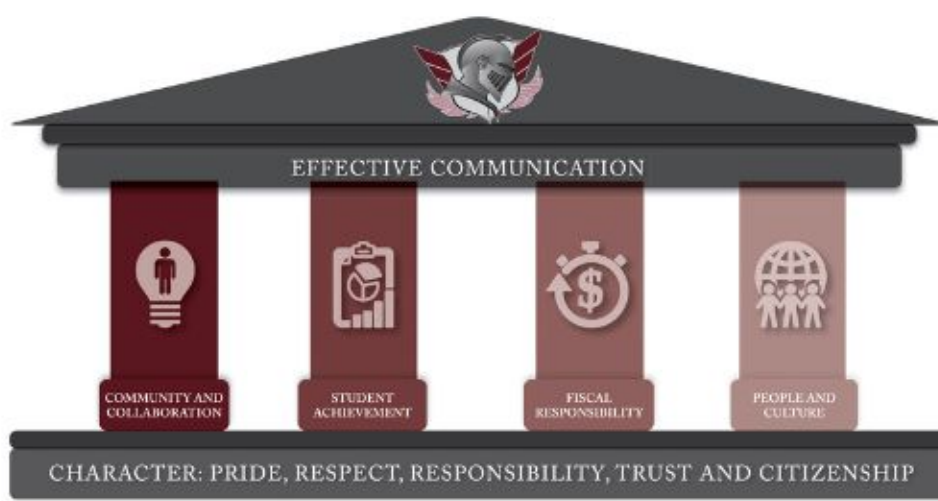 EFFECTIVE COMMUNICATION
$
COMMUNITY AND
COLLABORATION
STUDENT
ACHIEVEMENT
FISCAL
RESPONSIBILITY
PEOPLE AND
CULTURE
CHARACTER: PRIDE, RESPECT, RESPONSIBILITY, TRUST AND CITIZENSHIP